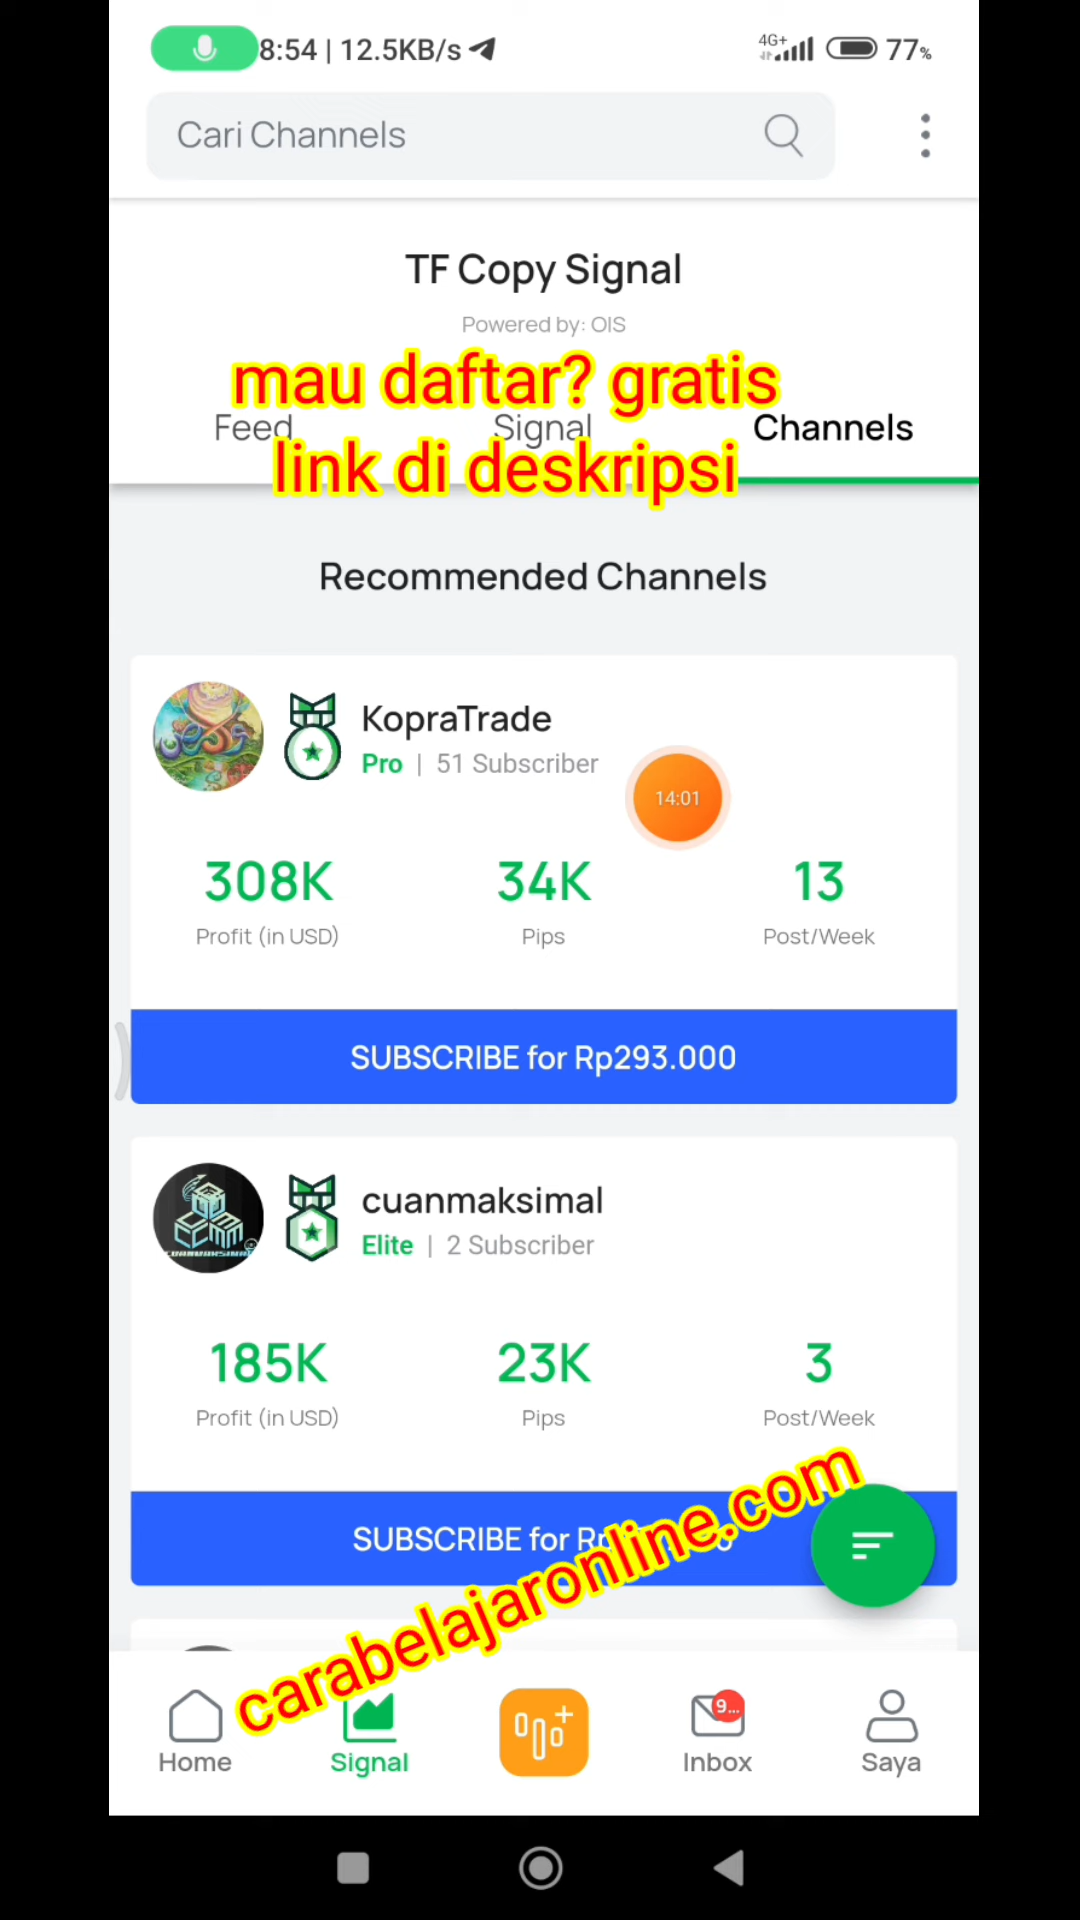 8:54 | 12.5KB/s
4G+ 77%
Cari Channels
TF Copy Signal
Powered by: OIS
mau daftar? gratis
Feed Signal Channels
link di deskripsi
Recommended Channels
KopraTrade
Pro | 51 Subscriber
14:01
308K 34K 13
Profit (in USD) Pips Post/Week
SUBSCRIBE for Rp293.000
cuanmaksimal
Elite | 2 Subscriber
185K 23K 3
Profit (in USD) Pips Post/Week
SUBSCRIBE for
carabelajaronline.com
9...
Home Signal Inbox Saya